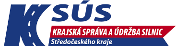 KSÚS
KRAJSKÁ SPRÁVA A ÚDRŽBA SILNIC
Středočeského kraje